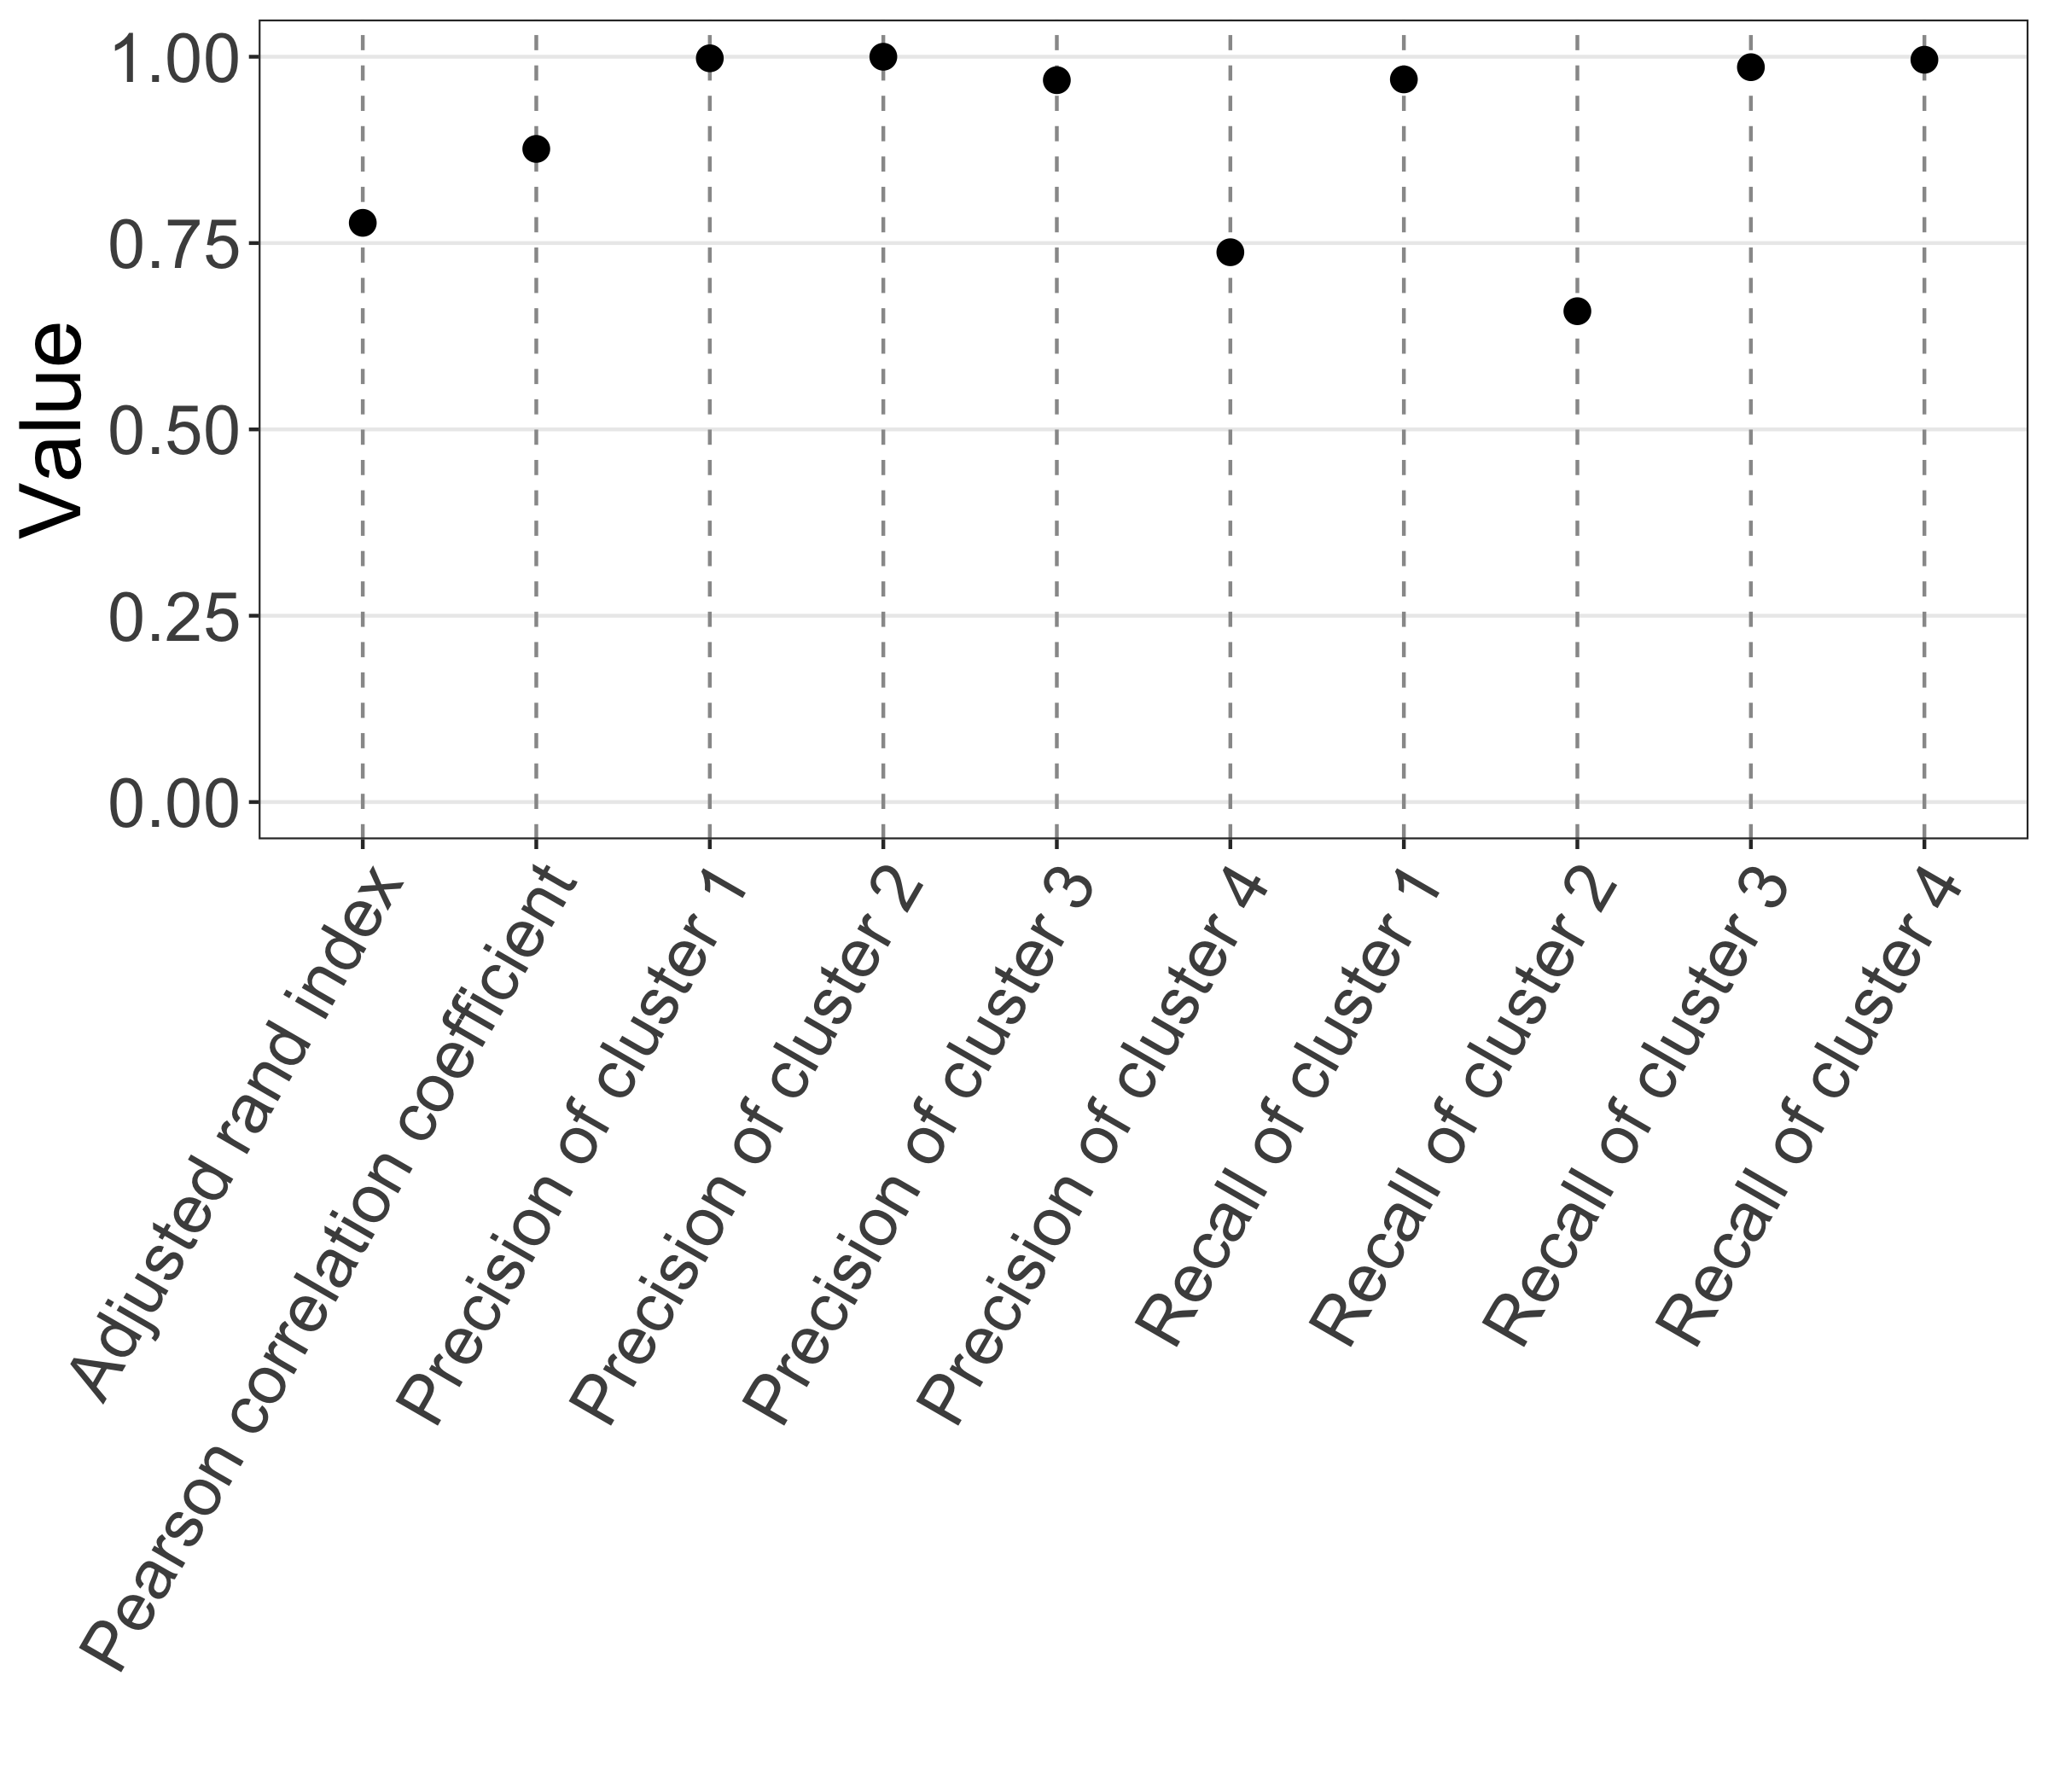 Value
1.00
0.75
0.50
0.25
0.00
Adjusted rand index
Pearson correlation coefficient
Precision of cluster 1
Precision of cluster 2
Precision of cluster 3
Precision of cluster 4
Recall of cluster 1
Recall of cluster 2
Recall of cluster 3
Recall of cluster 4